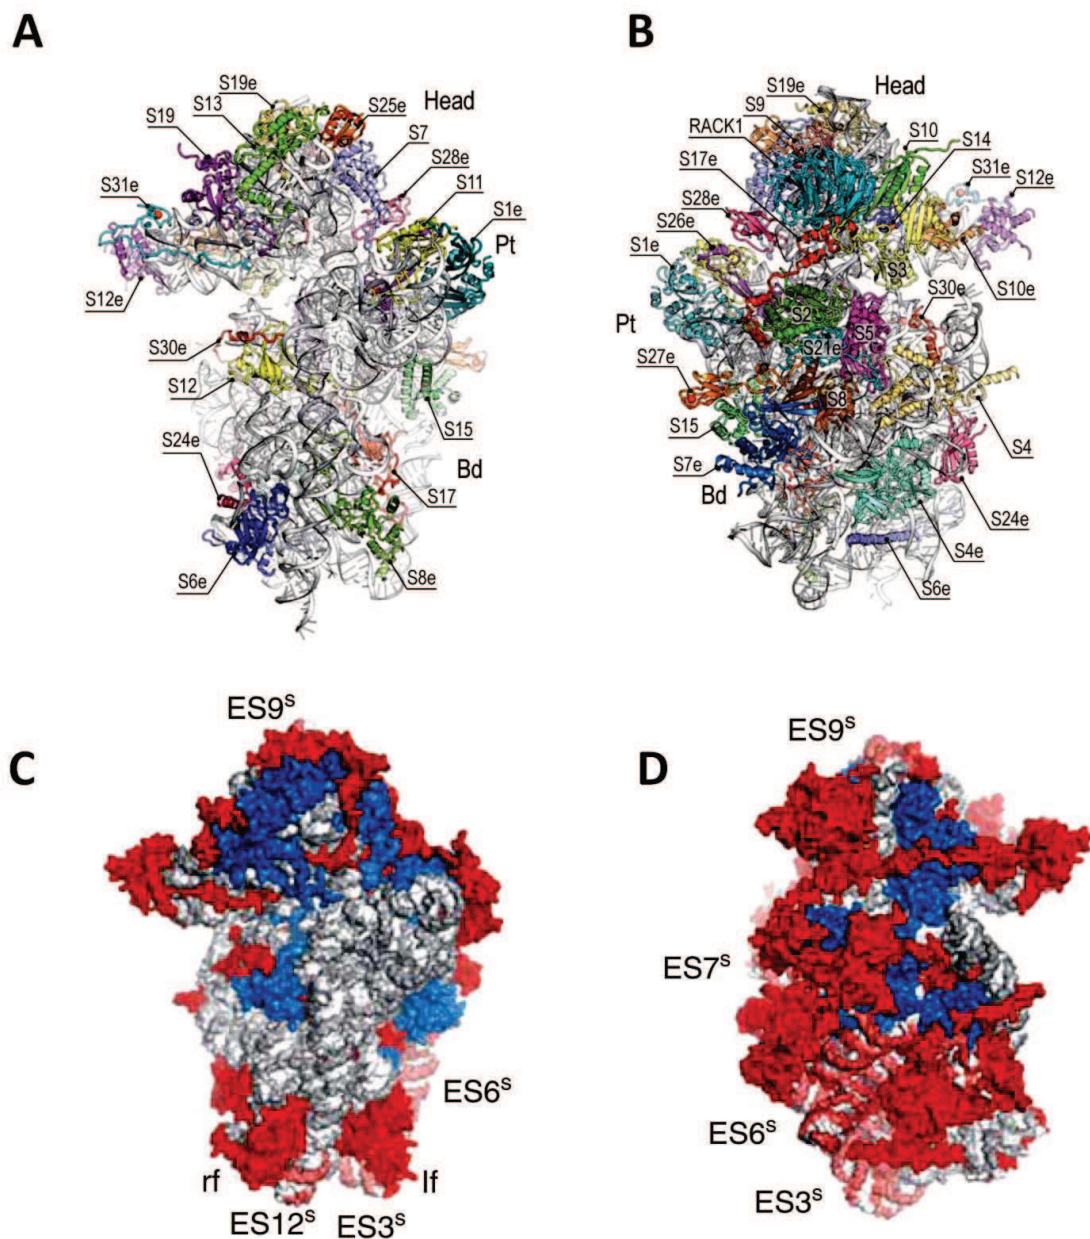 A
B
S19e
S13
S19
Head
S25e
S7
S28e
S31e
S11
S1e
Pt
S12e
S30e
S12
S24e
S15
Bd
S17
S6e
S8e
S19e
Head
S9
RACK1
S10
S14
S17e
S31e
S12e
S28e
S26e
S1e
S3
S10e
S30e
Pt
S2
S5
S21e
S27e
S8
S15
S4
S7e
Bd
S24e
S4e
S6e
C
D
ES9S
ES6S
rf
lf
ES12S
ES3S
ES9S
ES7S
ES6S
ES3S